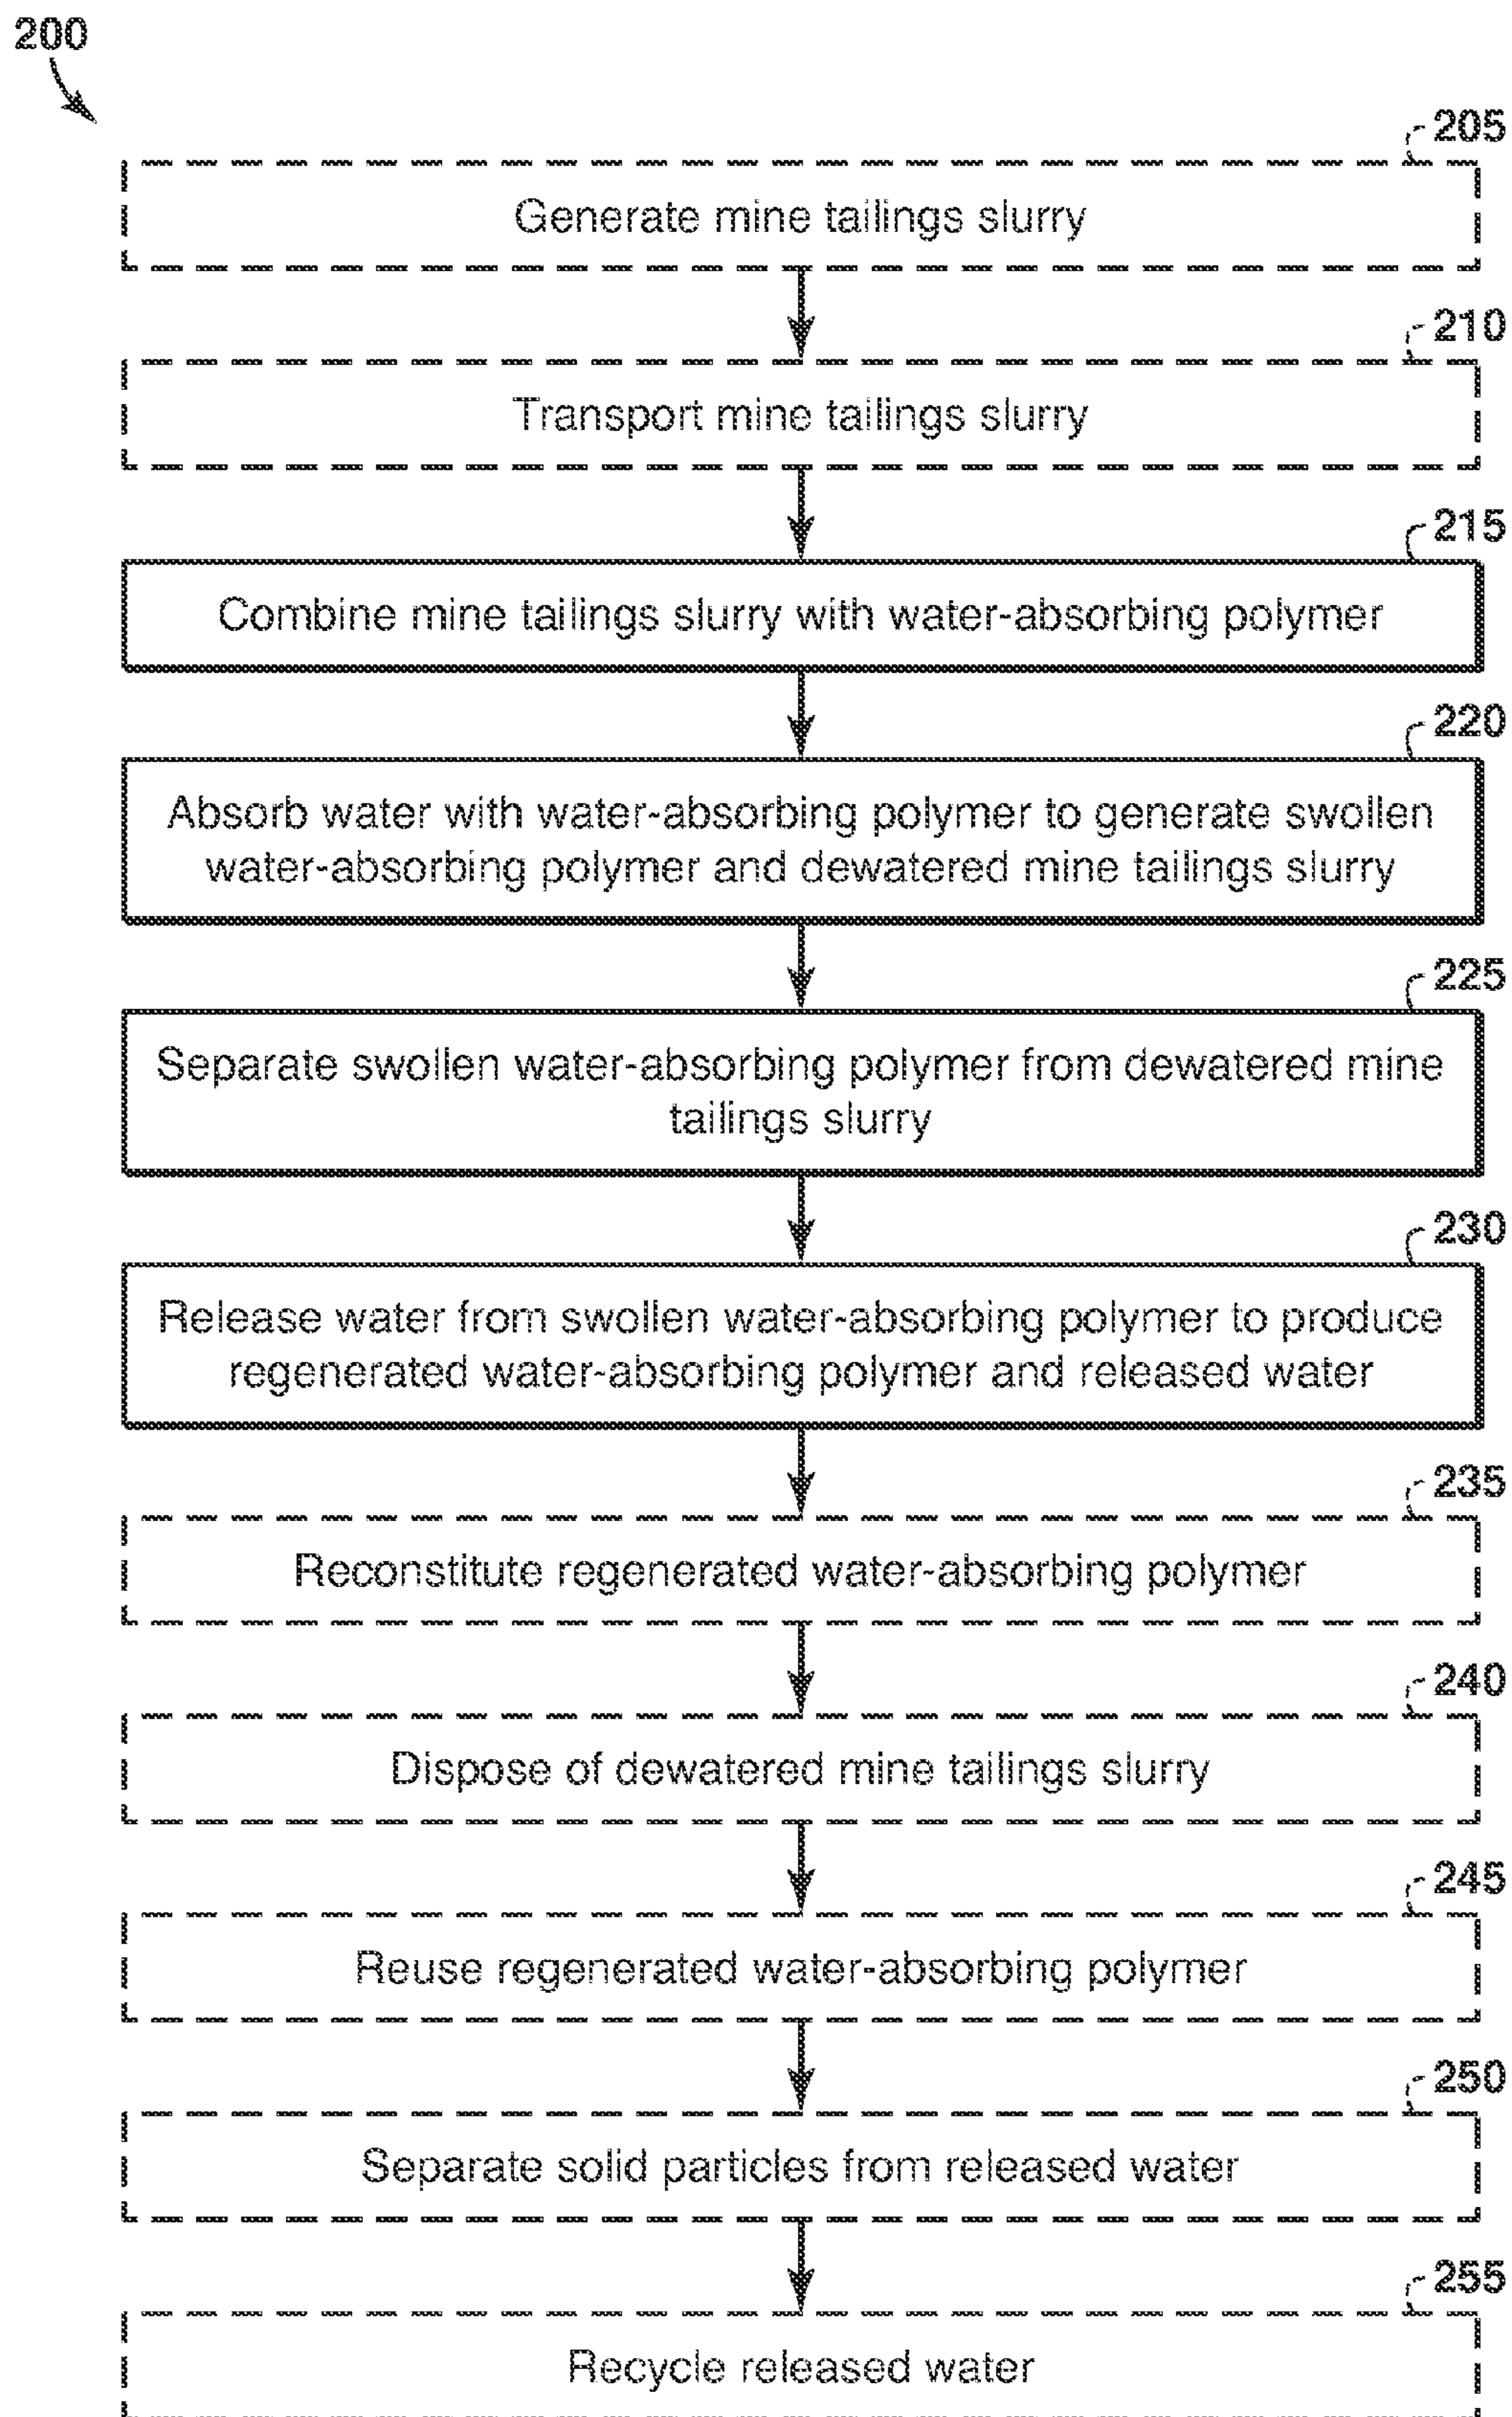 200
205
Generate mine tailings slurry
210
Transport mine tailings slurry
215
Combine mine tailings slurry with water-absorbing polymer
220
Absorb water with water-absorbing polymer to generate swollen
water-absorbing polymer and dewatered mine tailings slurry
225
Separate swollen water-absorbing polymer from dewatered mine
tailings slurry
230
Release water from swollen water-absorbing polymer to produce
regenerated water-absorbing polymer and released water
235
Reconstitute regenerated water-absorbing polymer
240
Dispose of dewatered mine tailings slurry
245
Reuse regenerated water-absorbing polymer
250
Separate solid particles from released water
255
Recycle released water